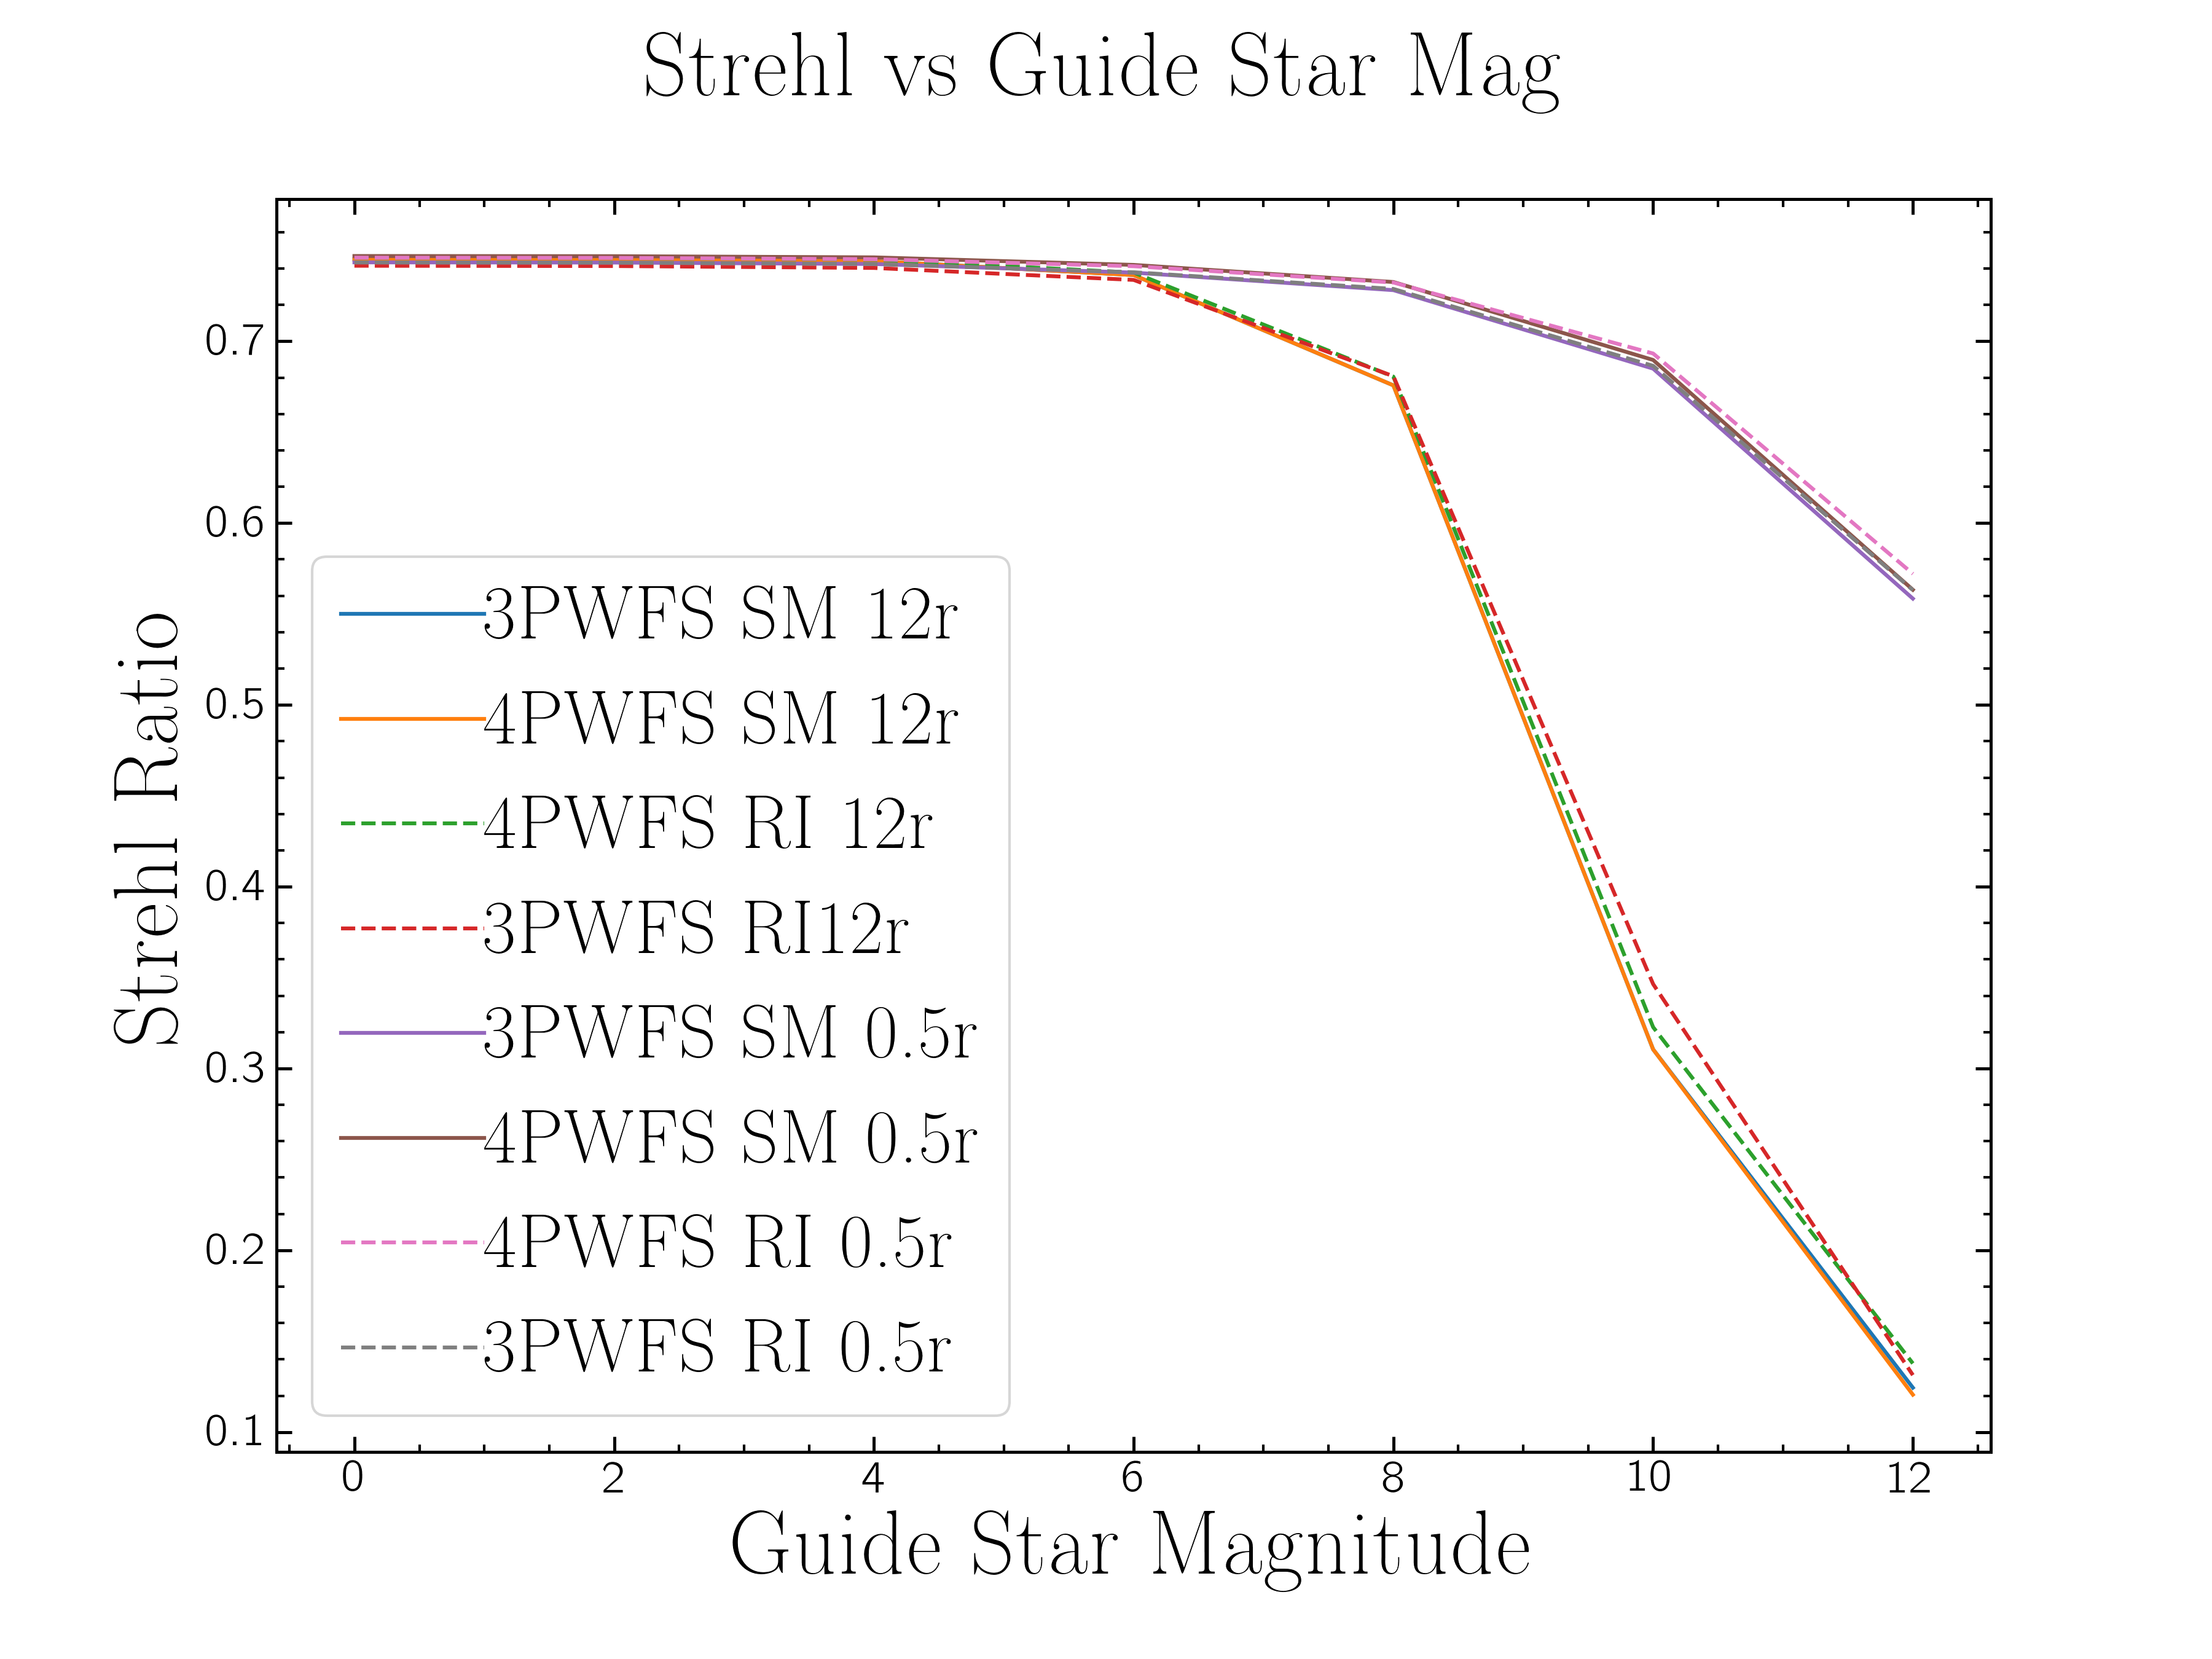 Strehl vs Guide Star Mag
0.7
0.6
0.5
0.4
0.3
0.2
0.1
Strehl Ratio
3PWFS SM 12r
4PWFS SM 12r
4PWFS RI 12r
3PWFS RI12r
3PWFS SM 0.5r
4PWFS SM 0.5r
4PWFS RI 0.5r
3PWFS RI 0.5r
0 2 4 6 8 10 12
Guide Star Magnitude